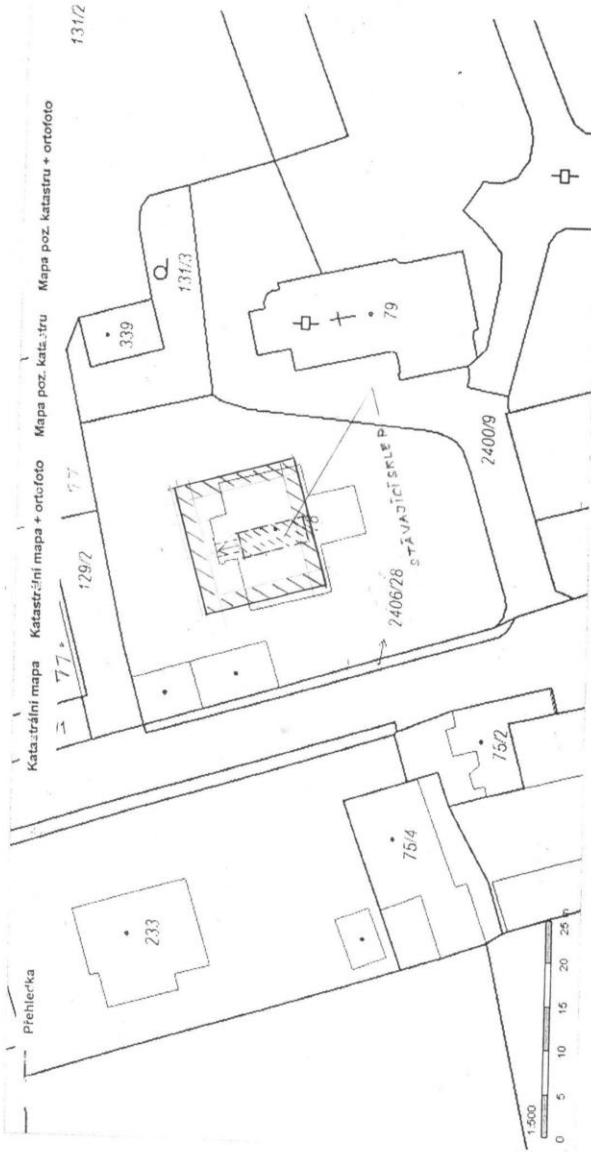 Přehledka
Katastrální mapa
Katastrální mapa + ortofoto
Mapa poz. katastru
Mapa poz. katastru + ortofoto
131/2
77
77
129/2
339
131/3
233
78
79
STÁVAJÍCÍ SKLEP
2406/28
2400/9
75/4
75/2
1:500
0 5 10 15 20 25 m